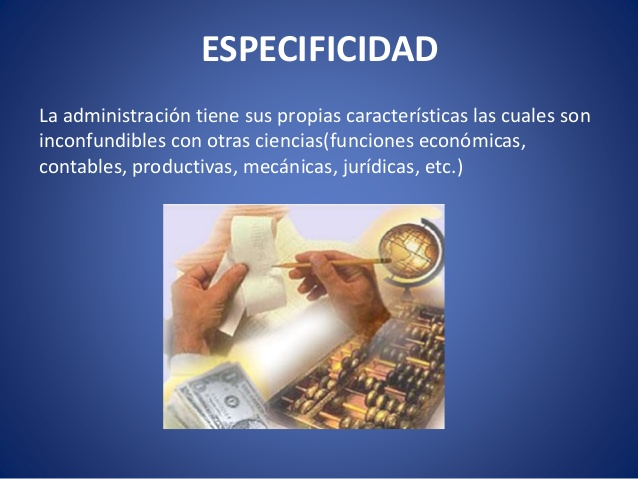 ESPECIFICIDAD
La administración tiene sus propias características las cuales son
inconfundibles con otras ciencias(funciones económicas,
contables, productivas, mecánicas, jurídicas, etc.)